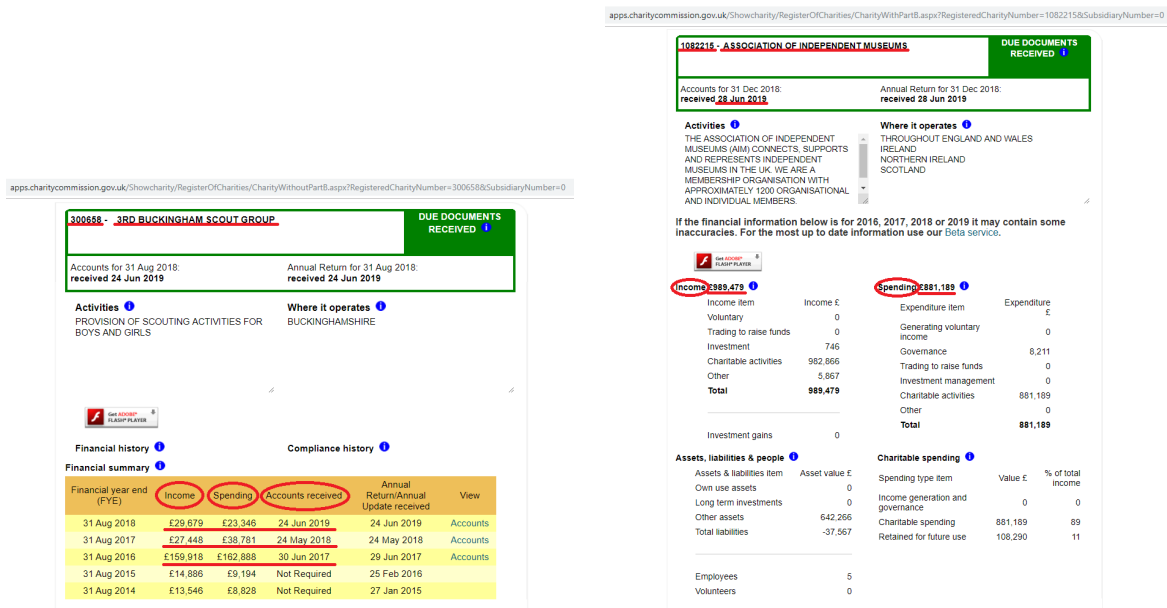 apps.charitycommission.gov.uk/Showcharity/RegisterOfCharities/CharityWithoutPartB.aspx?RegisteredCharityNumber=300658&SubsidiaryNumber=0
300658 - 3RD BUCKINGHAM SCOUT GROUP
DUE DOCUMENTS
RECEIVED
Accounts for 31 Aug 2018:
received 24 Jun 2019
Annual Return for 31 Aug 2018:
received 24 Jun 2019
Activities
PROVISION OF SCOUTING ACTIVITIES FOR
BOYS AND GIRLS
Where it operates
BUCKINGHAMSHIRE
Get ADOBE®
FLASH® PLAYER
Financial history
Compliance history
Financial summary
Financial year end (FYE) Income Spending Accounts received Annual Return/Annual Update received View
31 Aug 2018 £29,679 £23,346 24 Jun 2019 24 Jun 2019 Accounts
31 Aug 2017 £27,448 £38,781 24 May 2018 24 May 2018 Accounts
31 Aug 2016 £159,918 £162,888 30 Jun 2017 29 Jun 2017 Accounts
31 Aug 2015 £14,886 £9,194 Not Required 25 Feb 2016
31 Aug 2014 £13,546 £8,828 Not Required 27 Jan 2015
apps.charitycommission.gov.uk/Showcharity/RegisterOfCharities/CharityWithPartB.aspx?RegisteredCharityNumber=1082215&SubsidiaryNumber=0
1082215 - ASSOCIATION OF INDEPENDENT MUSEUMS
DUE DOCUMENTS
RECEIVED
Accounts for 31 Dec 2018:
received 28 Jun 2019
Annual Return for 31 Dec 2018:
received 28 Jun 2019
Activities
THE ASSOCIATION OF INDEPENDENT
MUSEUMS (AIM) CONNECTS, SUPPORTS
AND REPRESENTS INDEPENDENT
MUSEUMS IN THE UK. WE ARE A
MEMBERSHIP ORGANISATION WITH
APPROXIMATELY 1200 ORGANISATIONAL
AND INDIVIDUAL MEMBERS.
Where it operates
THROUGHOUT ENGLAND AND WALES
IRELAND
NORTHERN IRELAND
SCOTLAND
If the financial information below is for 2016, 2017, 2018 or 2019 it may contain some
inaccuracies. For the most up to date information use our Beta service.
Get ADOBE®
FLASH® PLAYER
Income £989,479
Income item Income £
Voluntary 0
Trading to raise funds 0
Investment 746
Charitable activities 982,866
Other 5,867
Total 989,479
Investment gains 0
Spending £881,189
Expenditure item Expenditure £
Generating voluntary
income 0
Governance 8,211
Trading to raise funds 0
Investment management 0
Charitable activities 881,189
Other 0
Total 881,189
Assets, liabilities & people
Assets & liabilities item Asset value £
Own use assets 0
Long term investments 0
Other assets 642,266
Total liabilities -37,567
Employees 5
Volunteers 0
Charitable spending
Spending type item Value £ % of total income
Income generation and
governance 0 0
Charitable spending 881,189 89
Retained for future use 108,290 11